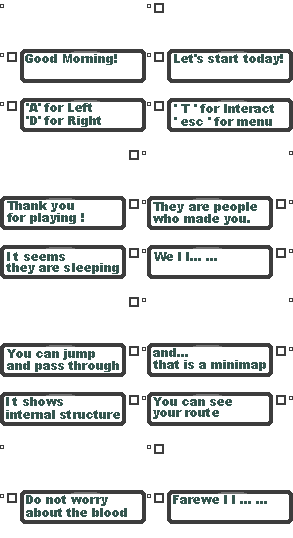 Good Morning!
Let's start today!
'A' for Left
'D' for Right
' T ' for Interact
' esc ' for menu
Thank you
for playing !
They are people
who made you.
It seems
they are sleeping
We l l... ...
You can jump
and pass through
and...
that is a minimap
It shows
internal structure
You can see
your route
Do not worry
about the blood
Farewe l l ... ...